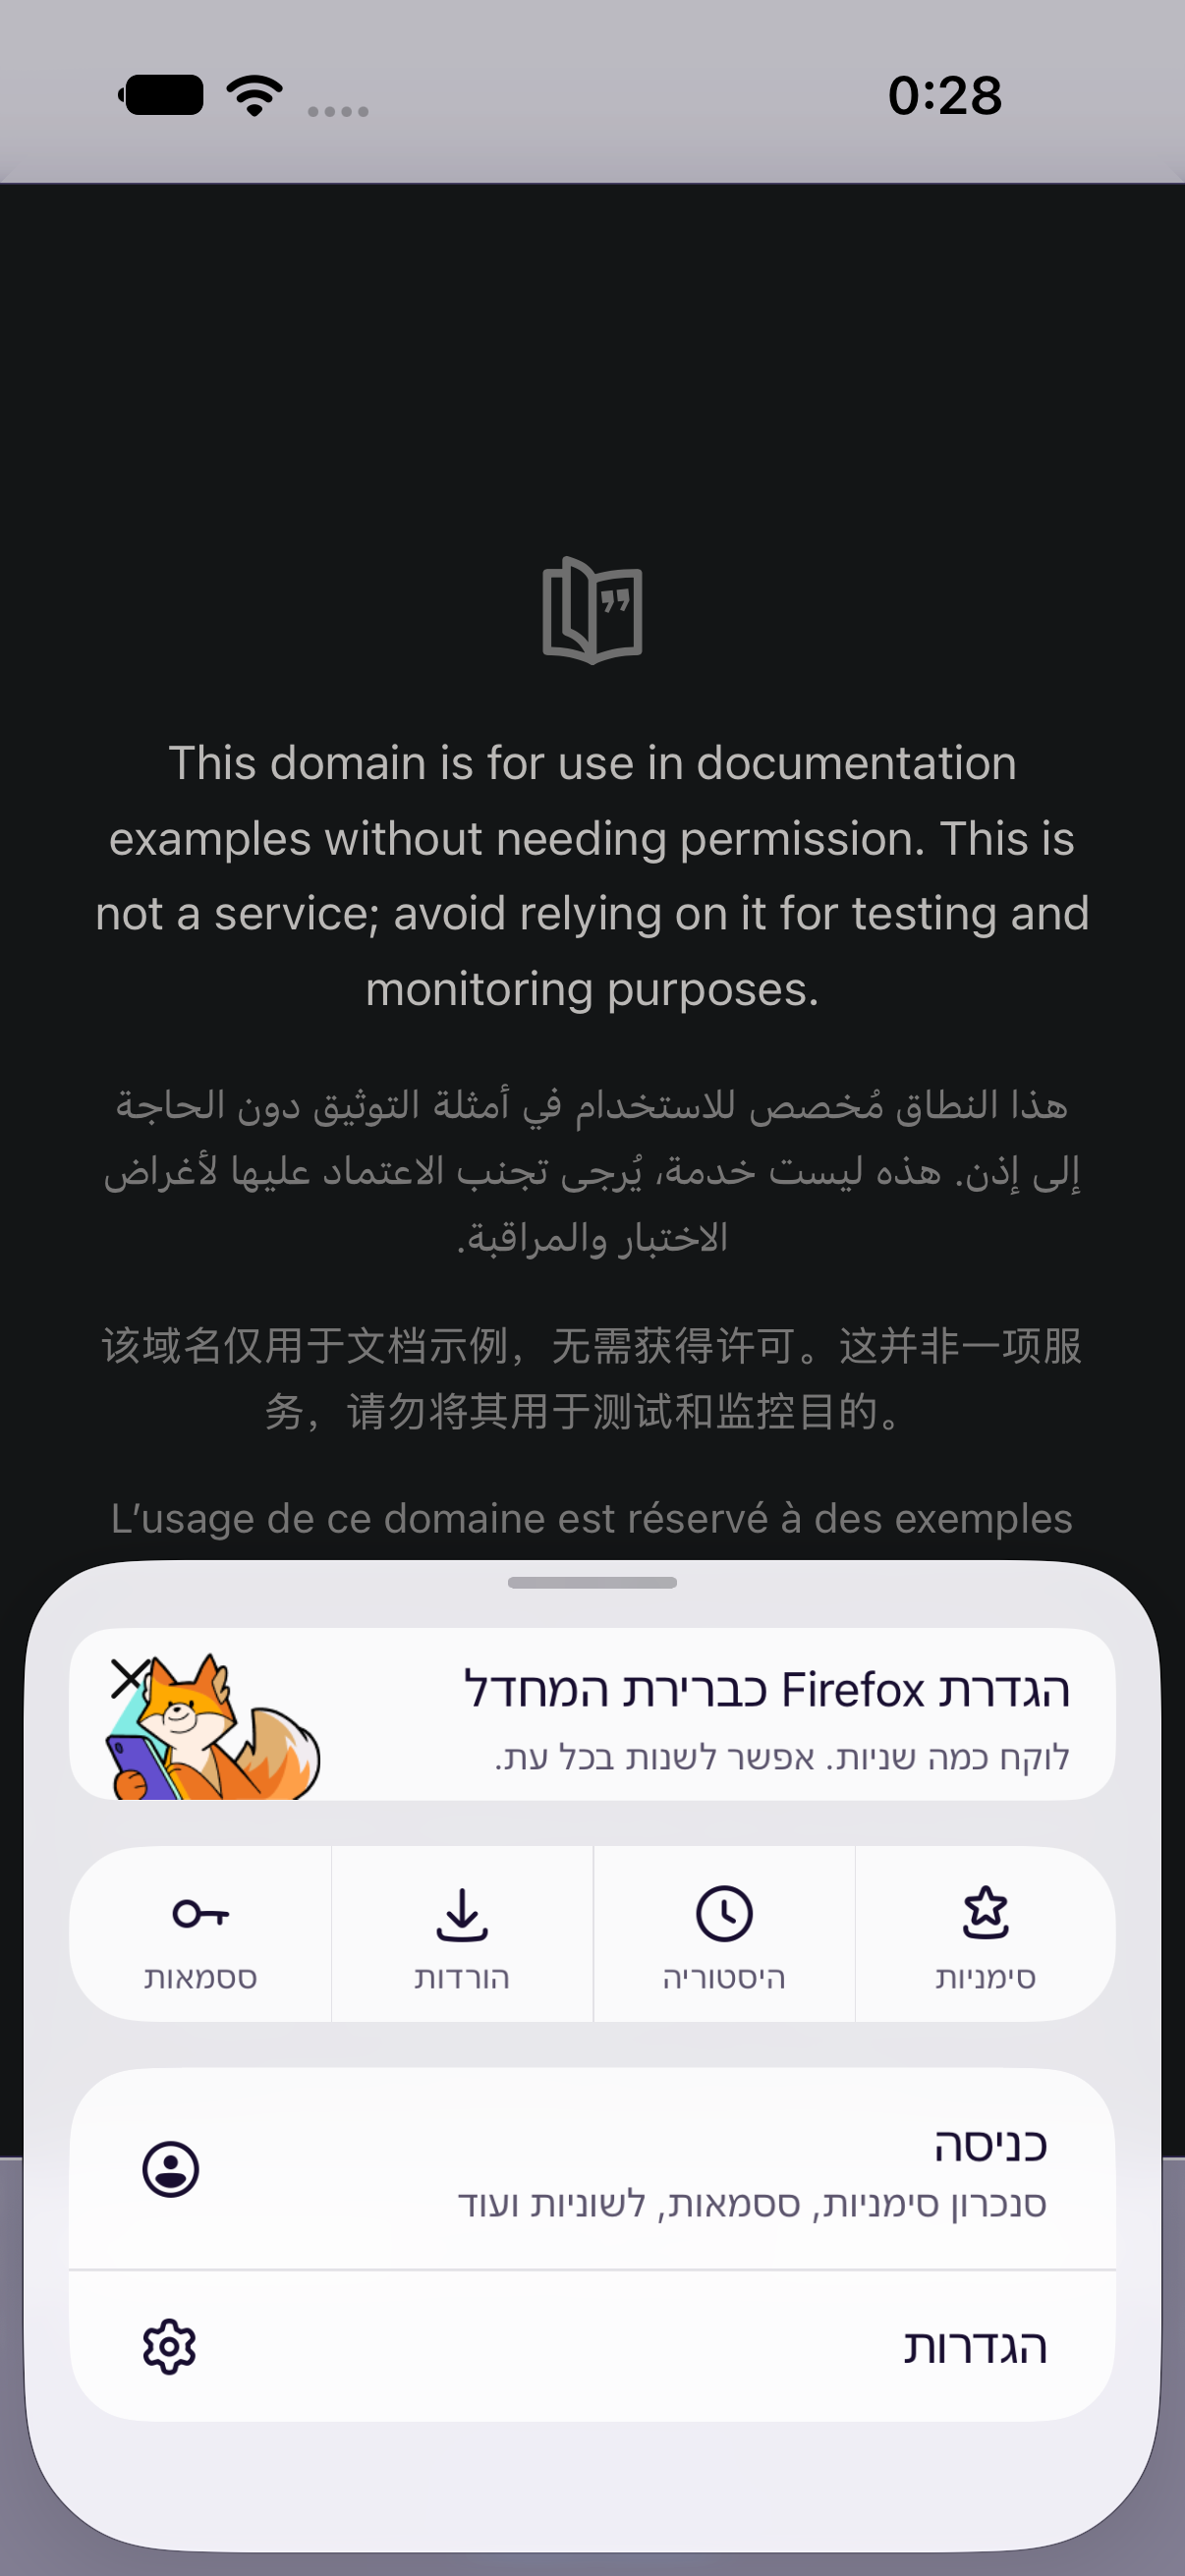 0:28
This domain is for use in documentation
examples without needing permission. This is
not a service; avoid relying on it for testing and
monitoring purposes.
هذا النطاق مُخصص للاستخدام في أمثلة التوثيق دون الحاجة
إلى إذن. هذه ليست خدمة، يُرجى تجنب الاعتماد عليها لأغراض
الاختبار والمراقبة.
该域名仅用于文档示例，无需获得许可。这并非一项服
务，请勿将其用于测试和监控目的。
L’usage de ce domaine est réservé à des exemples
הגדרת Firefox כברירת המחדל
לוקח כמה שניות. אפשר לשנות בכל עת.
סימניות
היסטוריה
הורדות
ססמאות
כניסה
סנכרון סימניות, ססמאות, לשוניות ועוד
הגדרות